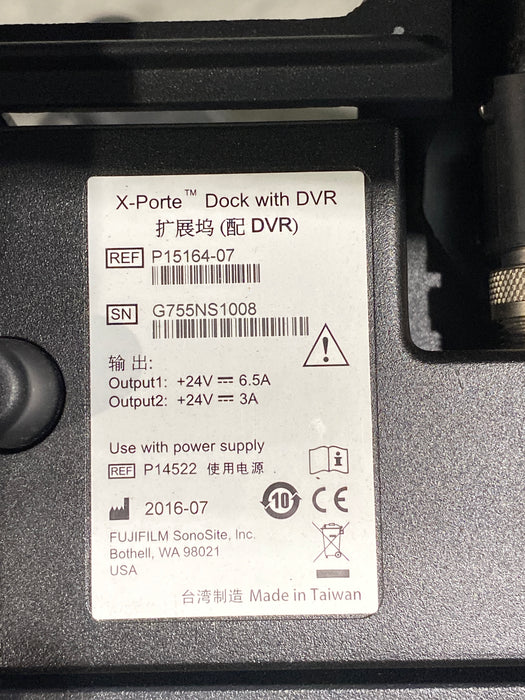 X-Porte™ Dock with DVR
扩展坞 (配 DVR)
REF P15164-07
SN G755NS1008
输出:
Output1: +24V ⎓ 6.5A
Output2: +24V ⎓ 3A
Use with power supply
REF P14522 使用电源
2016-07
10
CE
FUJIFILM SonoSite, Inc.
Bothell, WA 98021
USA
台湾制造 Made in Taiwan